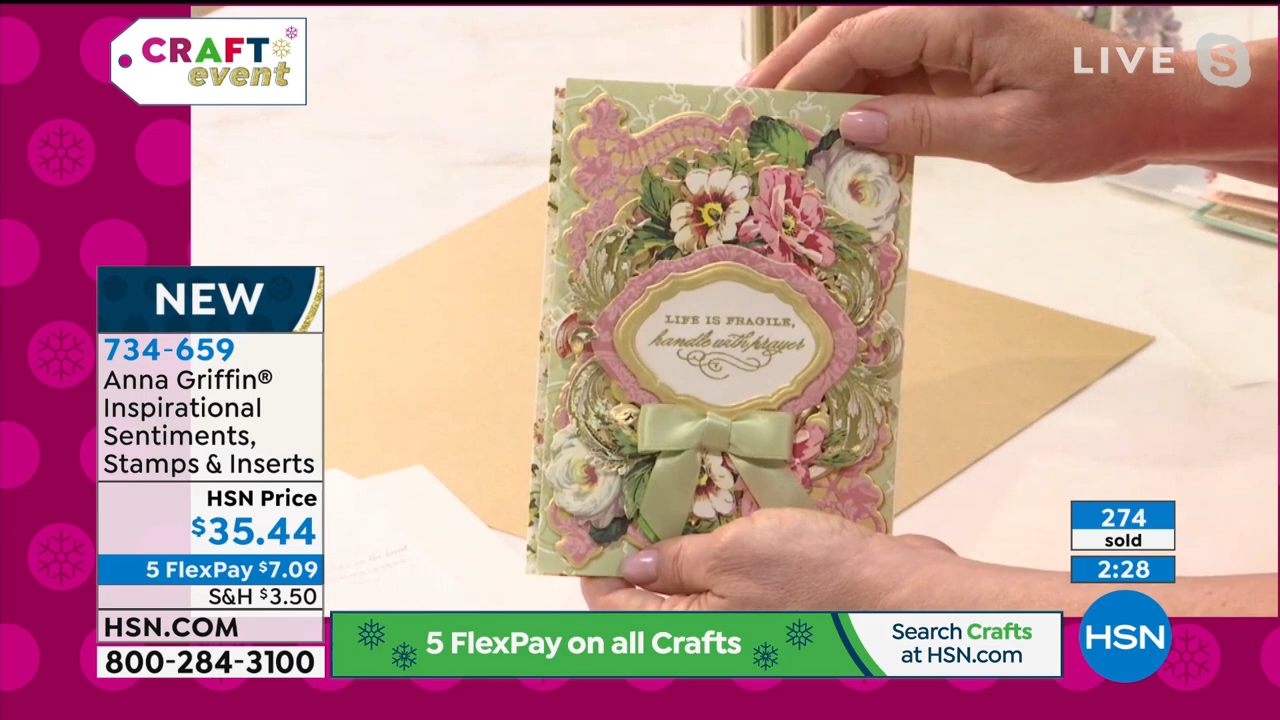 CRAFT
event
LIVE S
LIFE IS FRAGILE,
handle with prayer
NEW
734-659
Anna Griffin®
Inspirational
Sentiments,
Stamps & Inserts
HSN Price
$35.44
5 FlexPay $7.09
S&H $3.50
HSN.COM
800-284-3100
274
sold
2:28
5 FlexPay on all Crafts
Search Crafts
at HSN.com
HSN